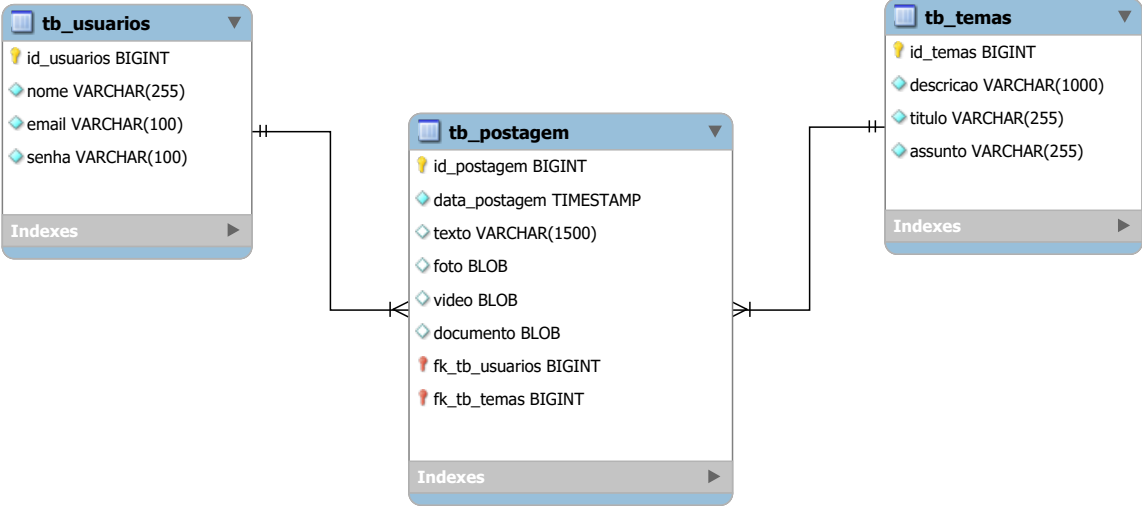 tb_usuarios
id_usuarios BIGINT
nome VARCHAR(255)
email VARCHAR(100)
senha VARCHAR(100)
Indexes
tb_postagem
id_postagem BIGINT
data_postagem TIMESTAMP
texto VARCHAR(1500)
foto BLOB
video BLOB
documento BLOB
fk_tb_usuarios BIGINT
fk_tb_temas BIGINT
Indexes
tb_temas
id_temas BIGINT
descricao VARCHAR(1000)
titulo VARCHAR(255)
assunto VARCHAR(255)
Indexes